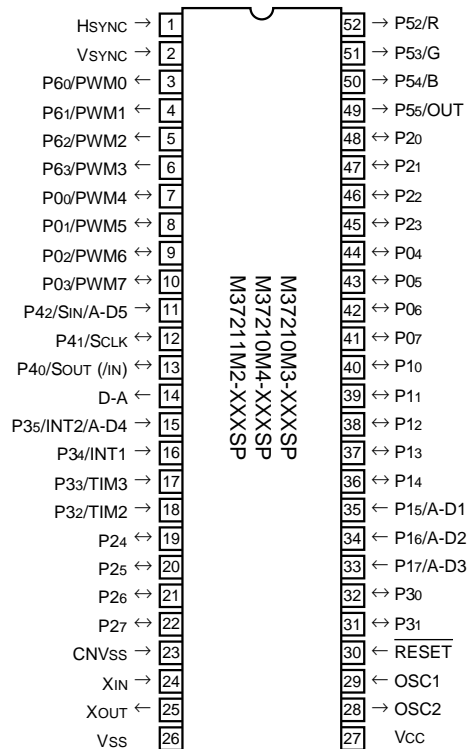 HSYNC → 1
VSYNC → 2
P60/PWM0 ← 3
P61/PWM1 ← 4
P62/PWM2 ← 5
P63/PWM3 ← 6
P00/PWM4 ↔ 7
P01/PWM5 ↔ 8
P02/PWM6 ↔ 9
P03/PWM7 ↔ 10
P42/SIN/A-D5 → 11
P41/SCLK ↔ 12
P40/SOUT (/IN) ↔ 13
D-A ← 14
P35/INT2/A-D4 → 15
P34/INT1 → 16
P33/TIM3 → 17
P32/TIM2 → 18
P24 ↔ 19
P25 ↔ 20
P26 ↔ 21
P27 ↔ 22
CNVSS → 23
XIN → 24
XOUT ← 25
VSS 26
M37210M3-XXXSP
M37210M4-XXXSP
M37211M2-XXXSP
52 → P52/R
51 → P53/G
50 → P54/B
49 → P55/OUT
48 ↔ P20
47 ↔ P21
46 ↔ P22
45 ↔ P23
44 ↔ P04
43 ↔ P05
42 ↔ P06
41 ↔ P07
40 ↔ P10
39 ↔ P11
38 ↔ P12
37 ↔ P13
36 ↔ P14
35 ← P15/A-D1
34 ← P16/A-D2
33 ← P17/A-D3
32 ↔ P30
31 ↔ P31
30 ← RESET
29 ← OSC1
28 → OSC2
27 VCC